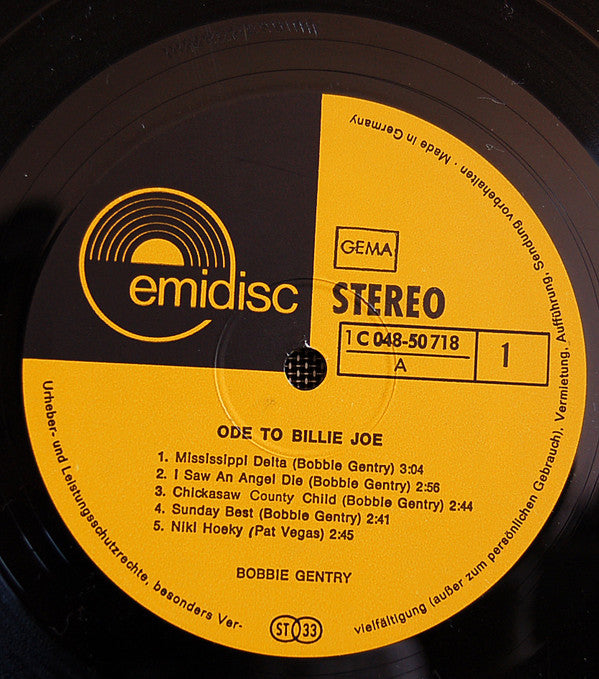 emidisc
GEMA
STEREO
1C 048-50 718
A
1
ODE TO BILLIE JOE
1. Mississippi Delta (Bobbie Gentry) 3:04
2. I Saw An Angel Die (Bobbie Gentry) 2:56
3. Chickasaw County Child (Bobbie Gentry) 2:44
4. Sunday Best (Bobbie Gentry) 2:41
5. Niki Hoeky (Pat Vegas) 2:45
BOBBIE GENTRY
ST 33
Urheber- und Leistungsschutzrechte, besonders Ver-
vielfältigung (außer zum persönlichen Gebrauch), Vermietung, Aufführung, Sendung vorbehalten · Made in Germany